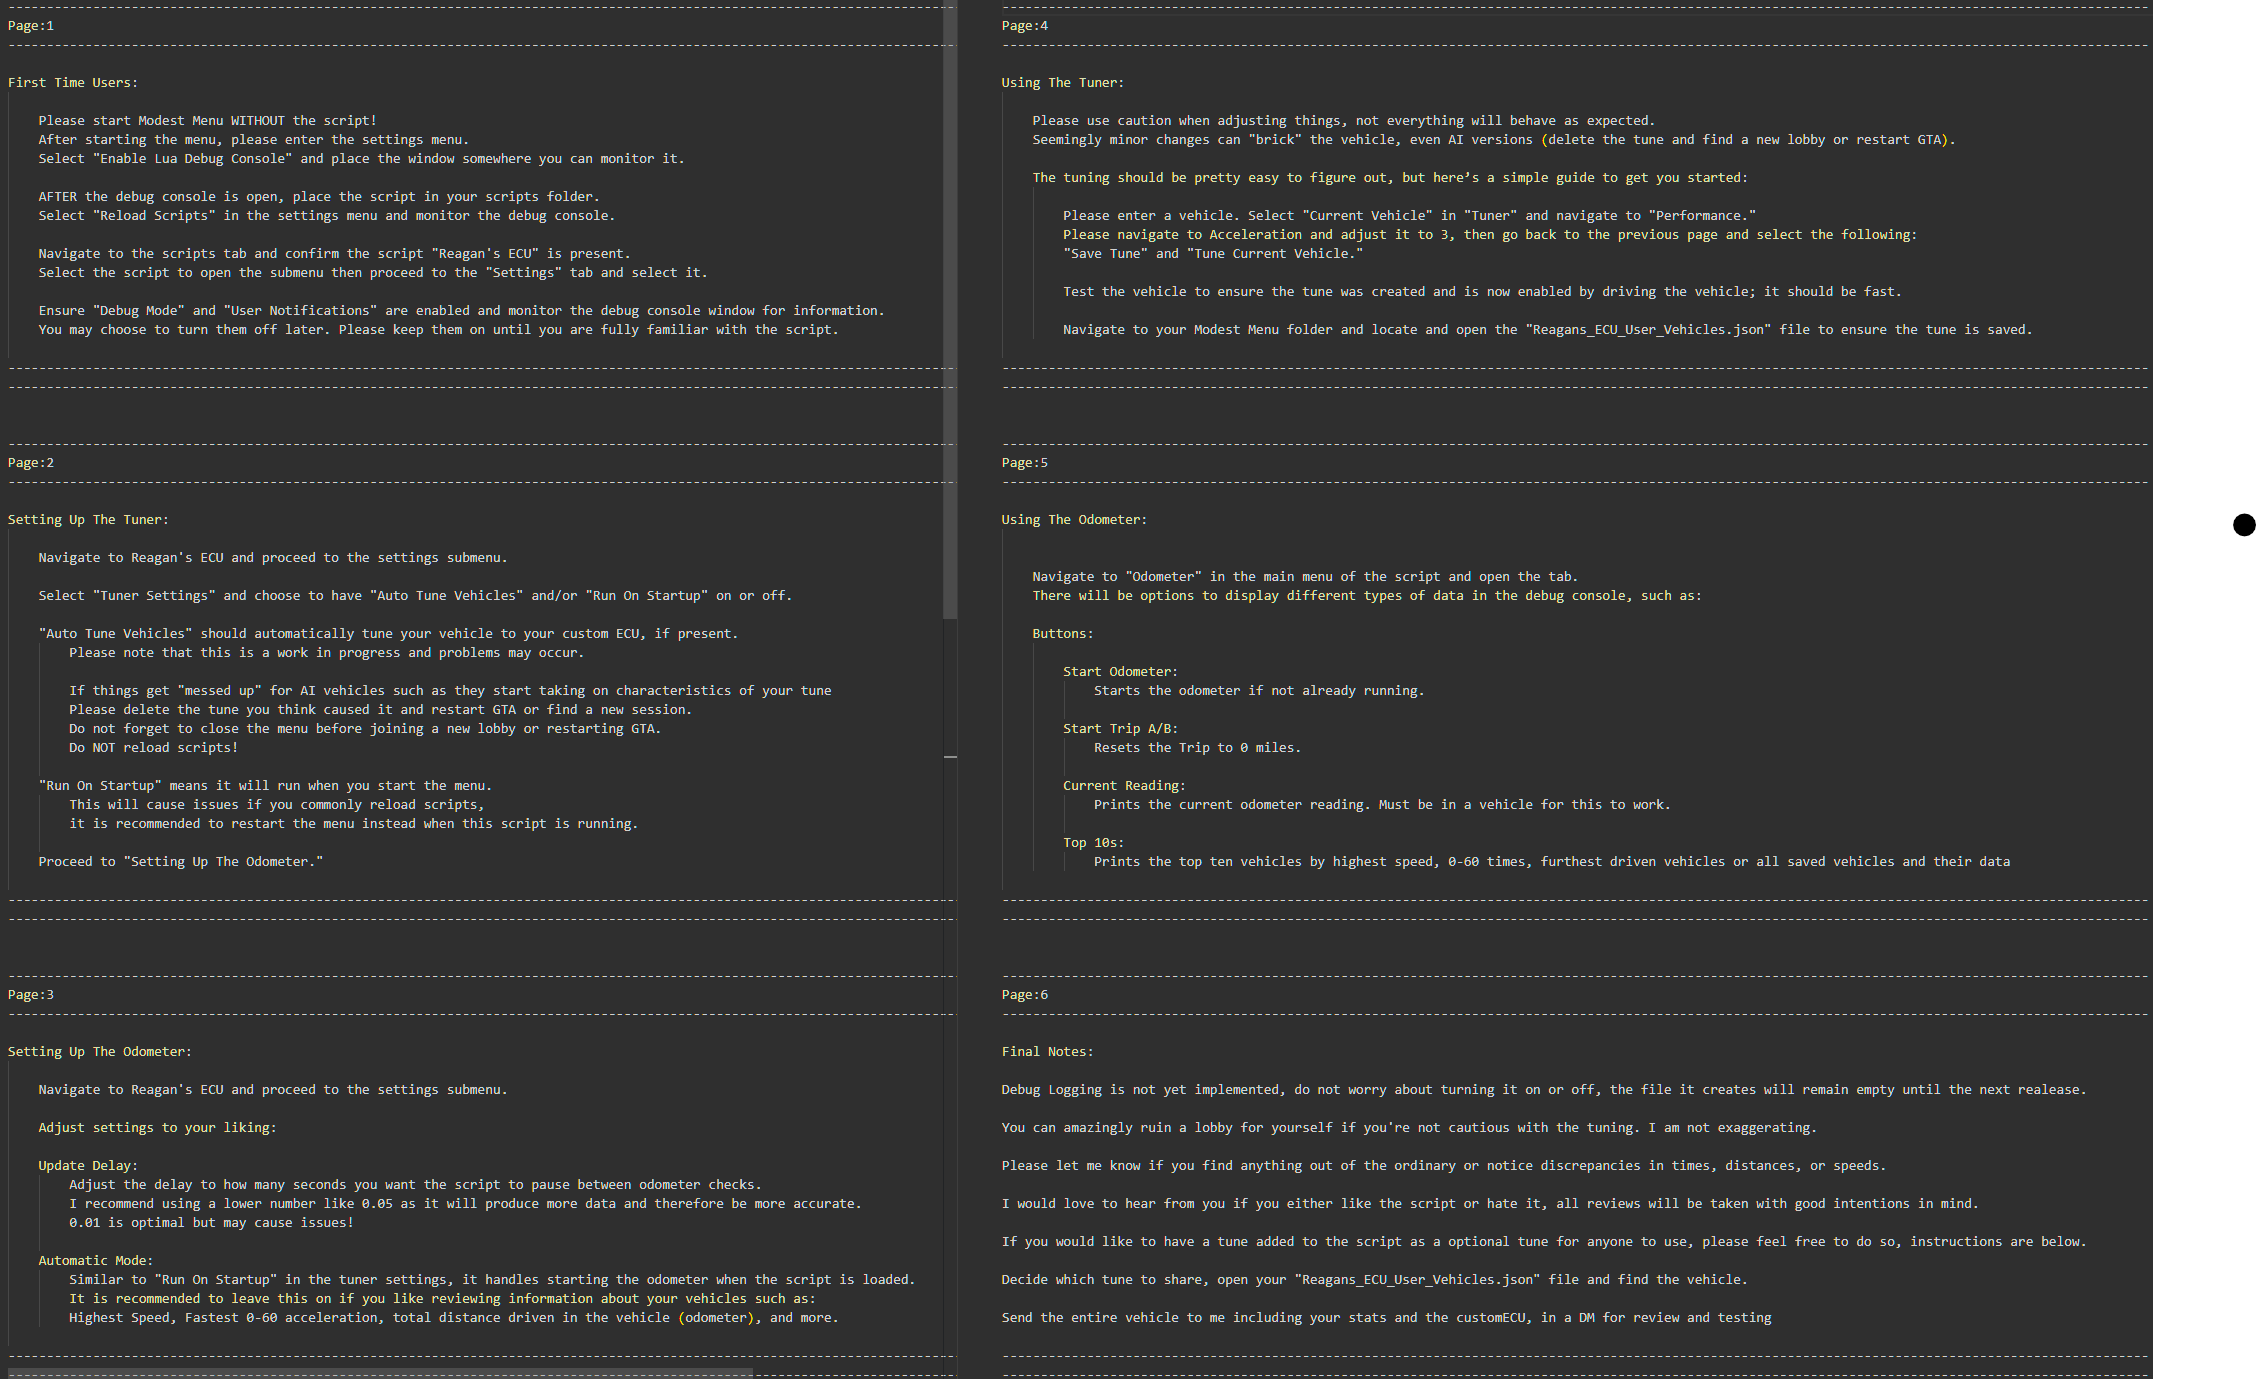 Page:1
First Time Users:
Please start Modest Menu WITHOUT the script!
After starting the menu, please enter the settings menu.
Select "Enable Lua Debug Console" and place the window somewhere you can monitor it.
AFTER the debug console is open, place the script in your scripts folder.
Select "Reload Scripts" in the settings menu and monitor the debug console.
Navigate to the scripts tab and confirm the script "Reagan's ECU" is present.
Select the script to open the submenu then proceed to the "Settings" tab and select it.
Ensure "Debug Mode" and "User Notifications" are enabled and monitor the debug console window for information.
You may choose to turn them off later. Please keep them on until you are fully familiar with the script.
Page:2
Setting Up The Tuner:
Navigate to Reagan's ECU and proceed to the settings submenu.
Select "Tuner Settings" and choose to have "Auto Tune Vehicles" and/or "Run On Startup" on or off.
"Auto Tune Vehicles" should automatically tune your vehicle to your custom ECU, if present.
Please note that this is a work in progress and problems may occur.
If things get "messed up" for AI vehicles such as they start taking on characteristics of your tune
Please delete the tune you think caused it and restart GTA or find a new session.
Do not forget to close the menu before joining a new lobby or restarting GTA.
Do NOT reload scripts!
"Run On Startup" means it will run when you start the menu.
This will cause issues if you commonly reload scripts,
it is recommended to restart the menu instead when this script is running.
Proceed to "Setting Up The Odometer."
Page:3
Setting Up The Odometer:
Navigate to Reagan's ECU and proceed to the settings submenu.
Adjust settings to your liking:
Update Delay:
Adjust the delay to how many seconds you want the script to pause between odometer checks.
I recommend using a lower number like 0.05 as it will produce more data and therefore be more accurate.
0.01 is optimal but may cause issues!
Automatic Mode:
Similar to "Run On Startup" in the tuner settings, it handles starting the odometer when the script is loaded.
It is recommended to leave this on if you like reviewing information about your vehicles such as:
Highest Speed, Fastest 0-60 acceleration, total distance driven in the vehicle (odometer), and more.
Page:4
Using The Tuner:
Please use caution when adjusting things, not everything will behave as expected.
Seemingly minor changes can "brick" the vehicle, even AI versions (delete the tune and find a new lobby or restart GTA).
The tuning should be pretty easy to figure out, but here’s a simple guide to get you started:
Please enter a vehicle. Select "Current Vehicle" in "Tuner" and navigate to "Performance."
Please navigate to Acceleration and adjust it to 3, then go back to the previous page and select the following:
"Save Tune" and "Tune Current Vehicle."
Test the vehicle to ensure the tune was created and is now enabled by driving the vehicle; it should be fast.
Navigate to your Modest Menu folder and locate and open the "Reagans_ECU_User_Vehicles.json" file to ensure the tune is saved.
Page:5
Using The Odometer:
Navigate to "Odometer" in the main menu of the script and open the tab.
There will be options to display different types of data in the debug console, such as:
Buttons:
Start Odometer:
Starts the odometer if not already running.
Start Trip A/B:
Resets the Trip to 0 miles.
Current Reading:
Prints the current odometer reading. Must be in a vehicle for this to work.
Top 10s:
Prints the top ten vehicles by highest speed, 0-60 times, furthest driven vehicles or all saved vehicles and their data
Page:6
Final Notes:
Debug Logging is not yet implemented, do not worry about turning it on or off, the file it creates will remain empty until the next realease.
You can amazingly ruin a lobby for yourself if you're not cautious with the tuning. I am not exaggerating.
Please let me know if you find anything out of the ordinary or notice discrepancies in times, distances, or speeds.
I would love to hear from you if you either like the script or hate it, all reviews will be taken with good intentions in mind.
If you would like to have a tune added to the script as a optional tune for anyone to use, please feel free to do so, instructions are below.
Decide which tune to share, open your "Reagans_ECU_User_Vehicles.json" file and find the vehicle.
Send the entire vehicle to me including your stats and the customECU, in a DM for review and testing